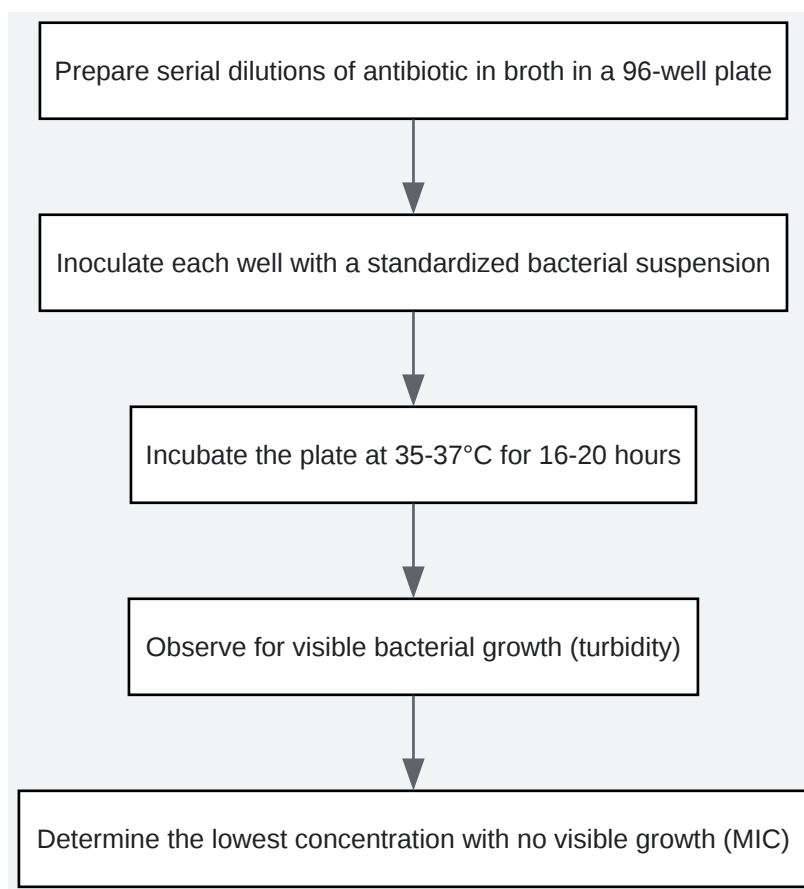 Prepare serial dilutions of antibiotic in broth in a 96-well plate
Inoculate each well with a standardized bacterial suspension
Incubate the plate at 35-37°C for 16-20 hours
Observe for visible bacterial growth (turbidity)
Determine the lowest concentration with no visible growth (MIC)